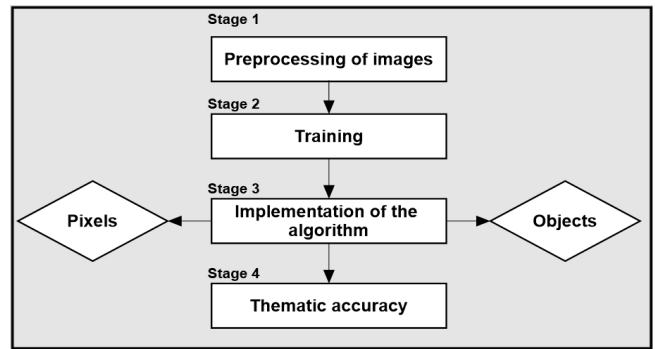 Stage 1
Preprocessing of images
Stage 2
Training
Stage 3
Pixels
Implementation of the
algorithm
Objects
Stage 4
Thematic accuracy